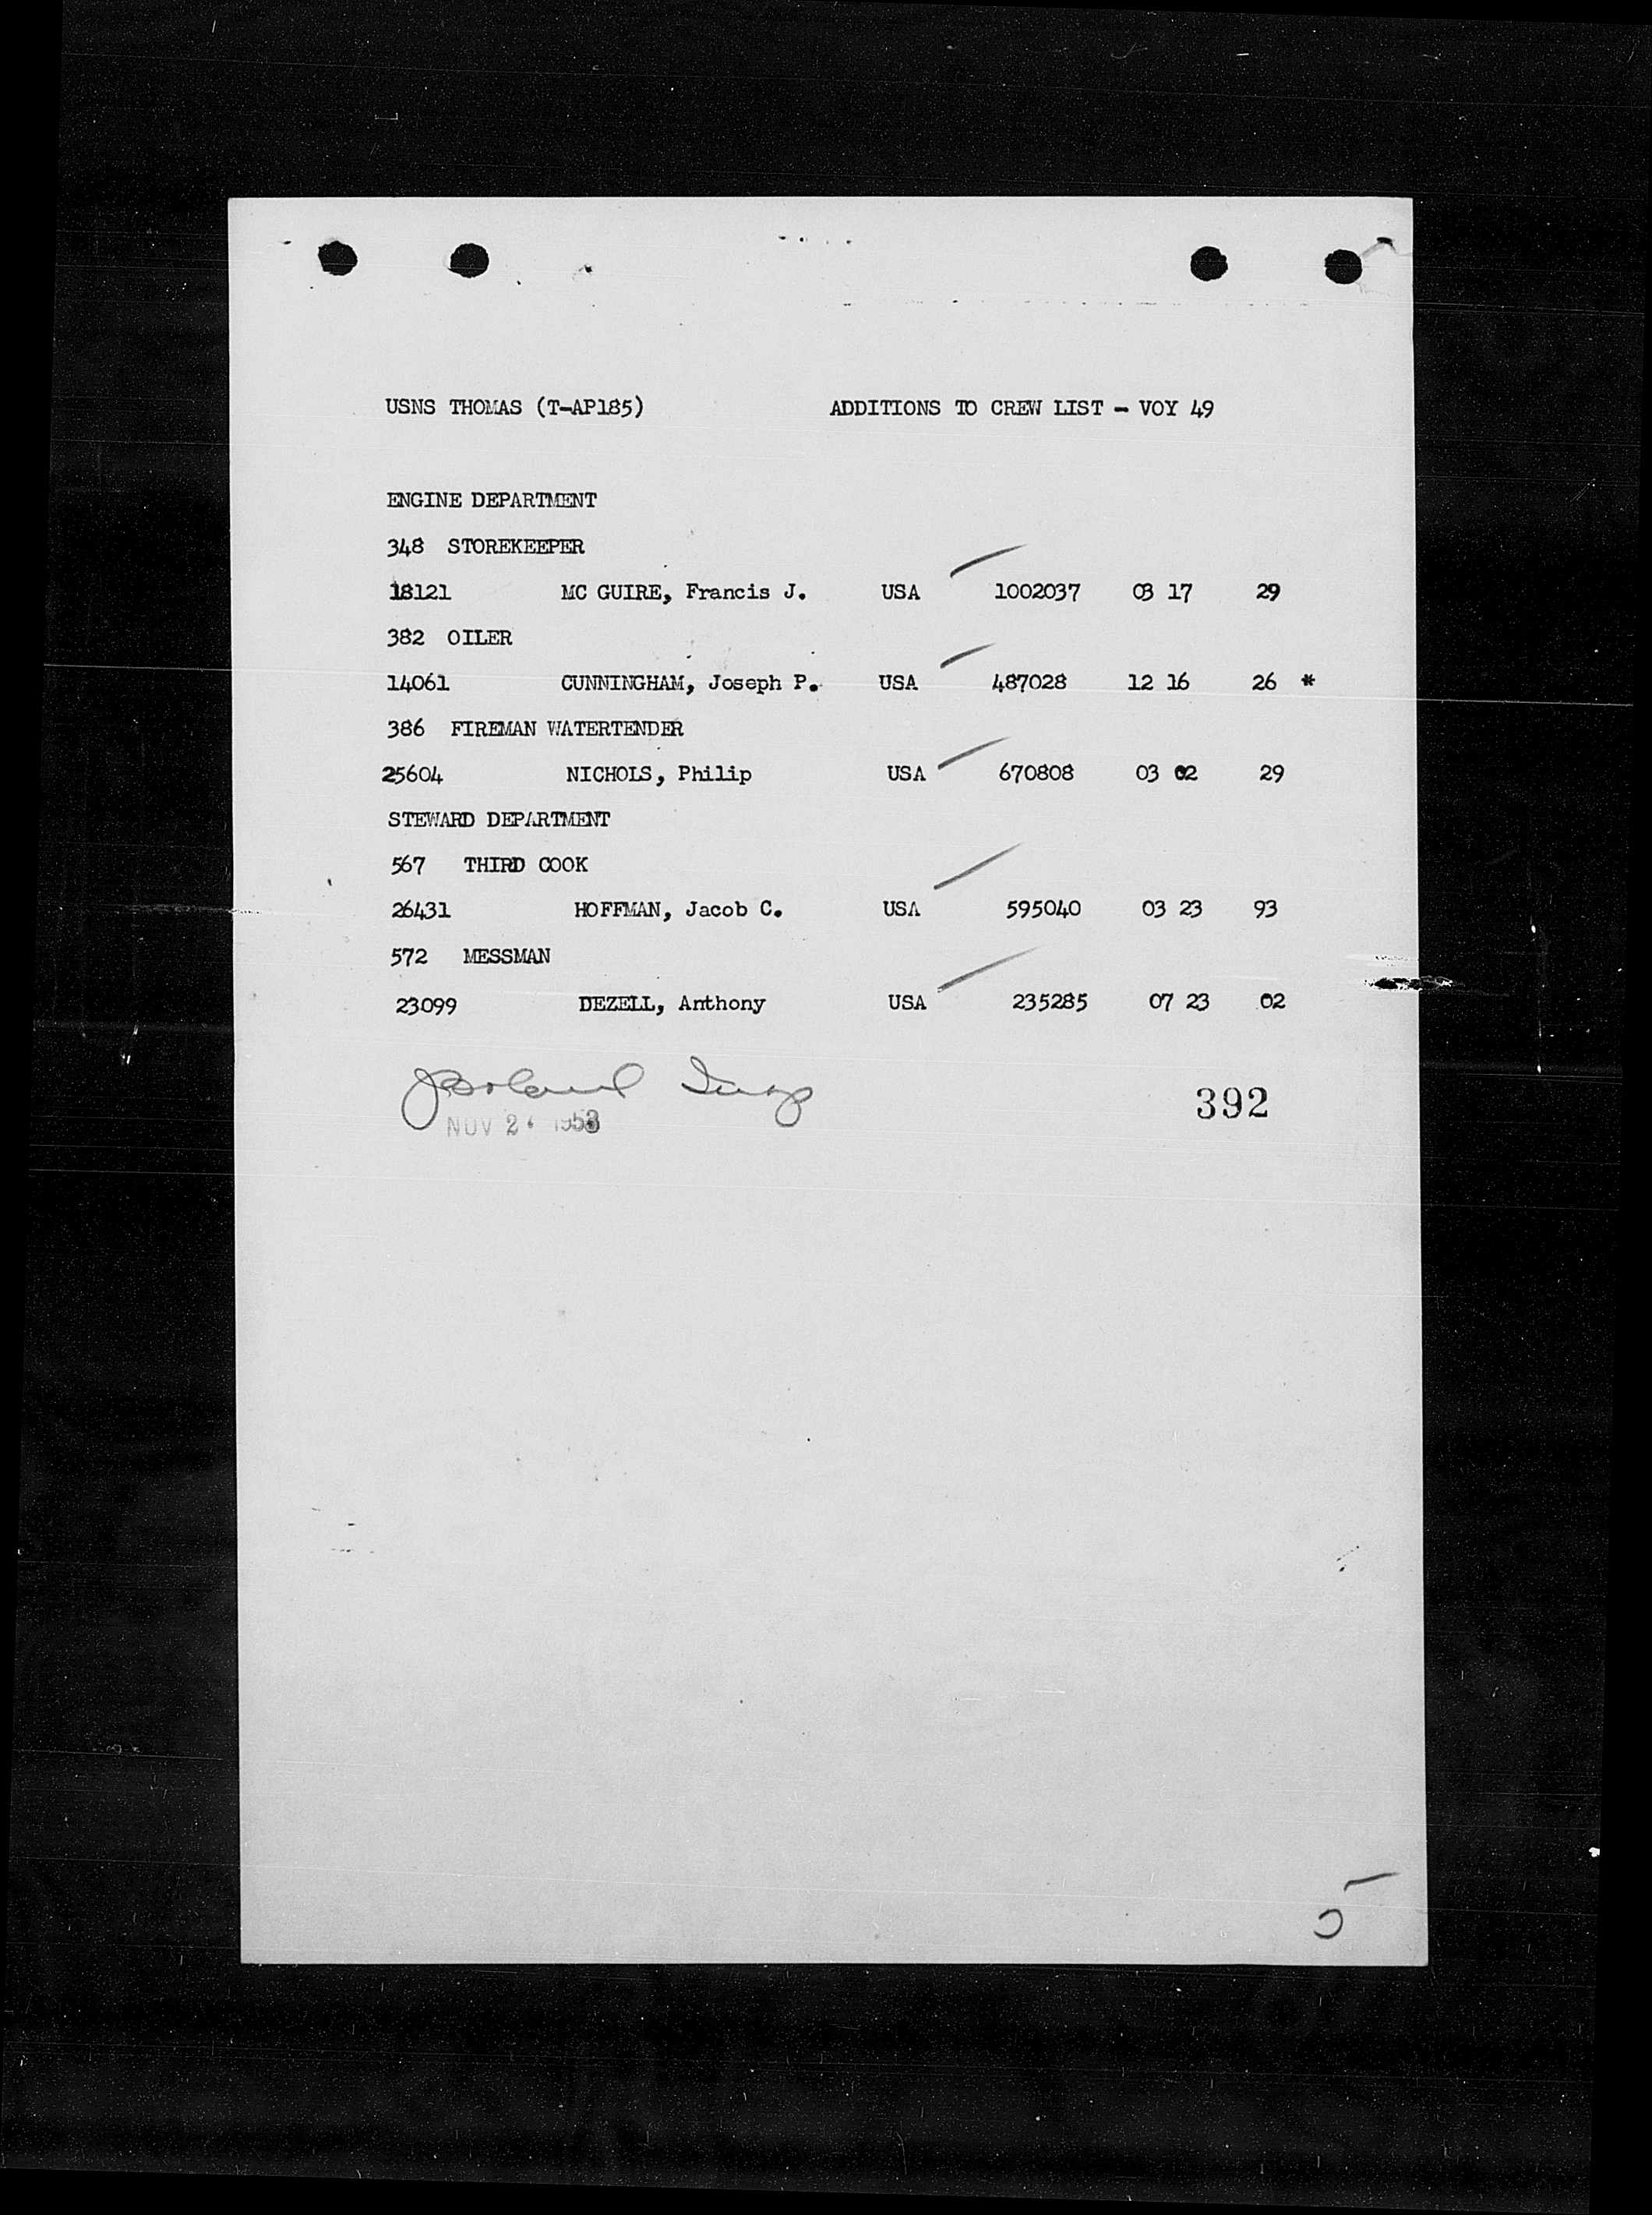 USNS THOMAS (T-AP185) ADDITIONS TO CREW LIST - VOY 49
ENGINE DEPARTMENT
348 STOREKEEPER
18121 MC GUIRE, Francis J. USA 1002037 03 17 29
382 OILER
14061 CUNNINGHAM, Joseph P. USA 487028 12 16 26 *
386 FIREMAN WATERTENDER
25604 NICHOLS, Philip USA 670808 03 02 29
STEWARD DEPARTMENT
567 THIRD COOK
26431 HOFFMAN, Jacob C. USA 595040 03 23 93
572 MESSMAN
23099 DEZELL, Anthony USA 235285 07 23 02
392
NOV 1953
5